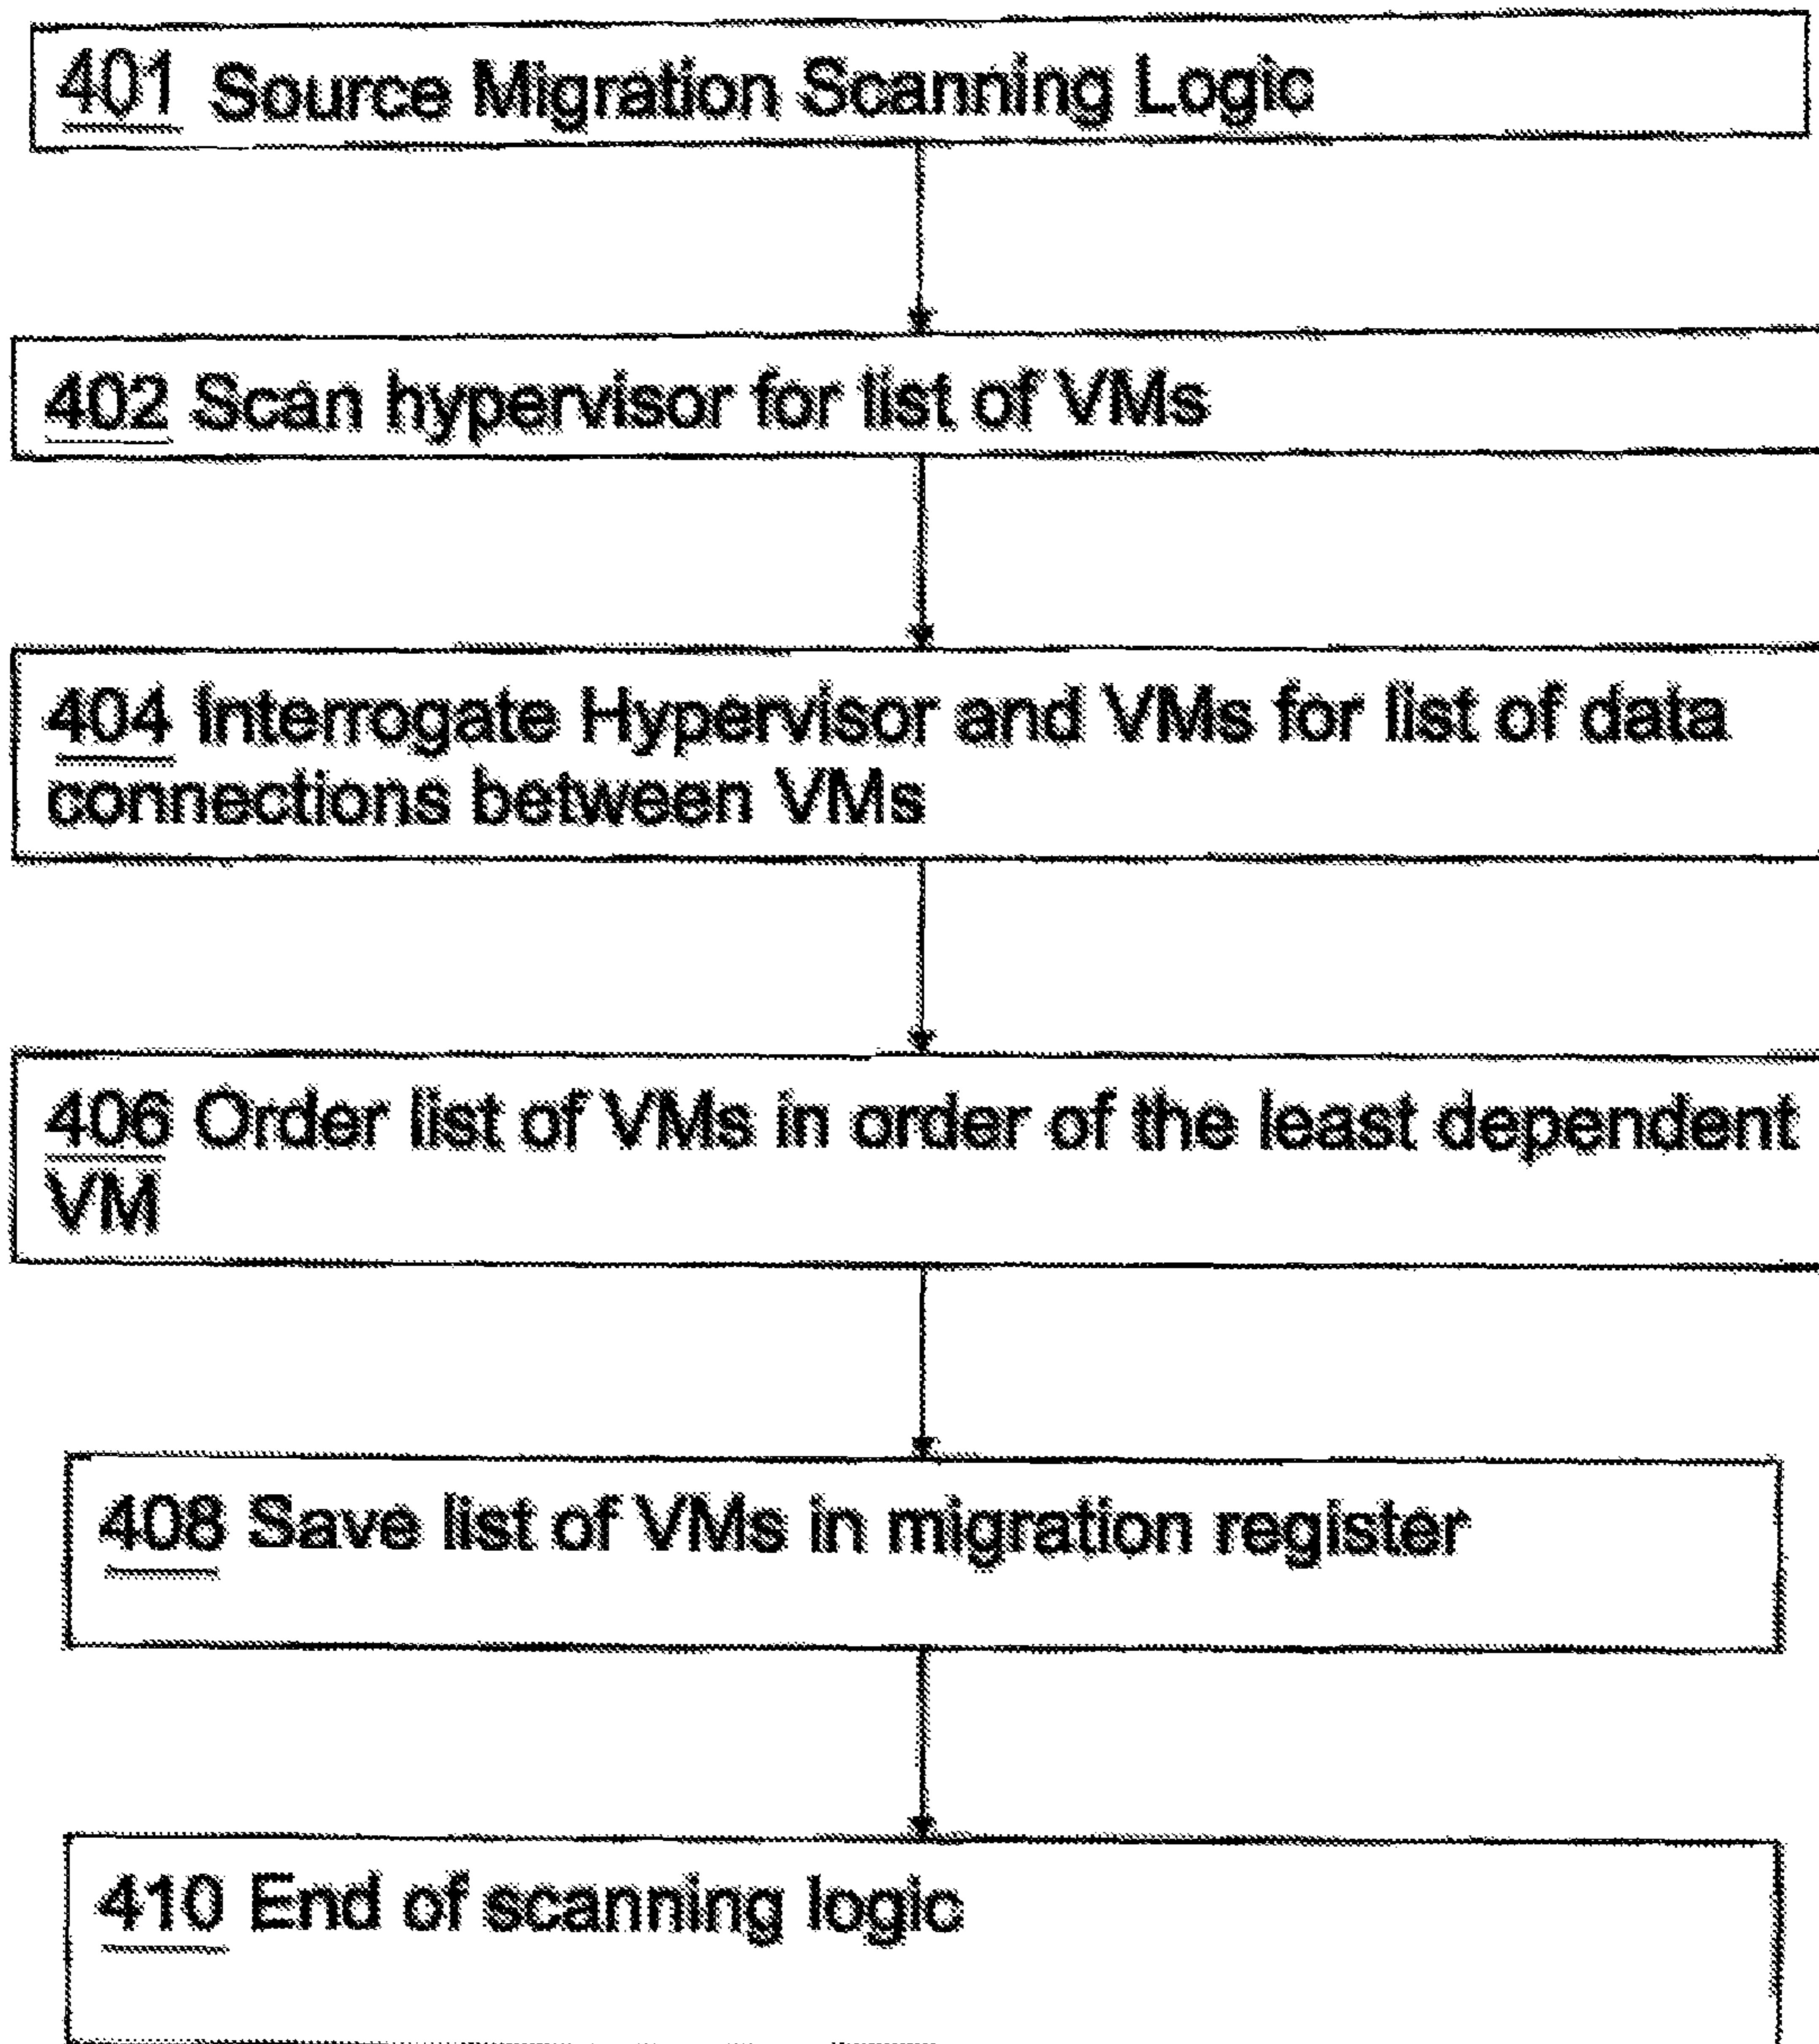 401 Source Migration Scanning Logic
402 Scan hypervisor for list of VMs
404 Interrogate Hypervisor and VMs for list of data
connections between VMs
406 Order list of VMs in order of the least dependent
VM
408 Save list of VMs in migration register
410 End of scanning logic